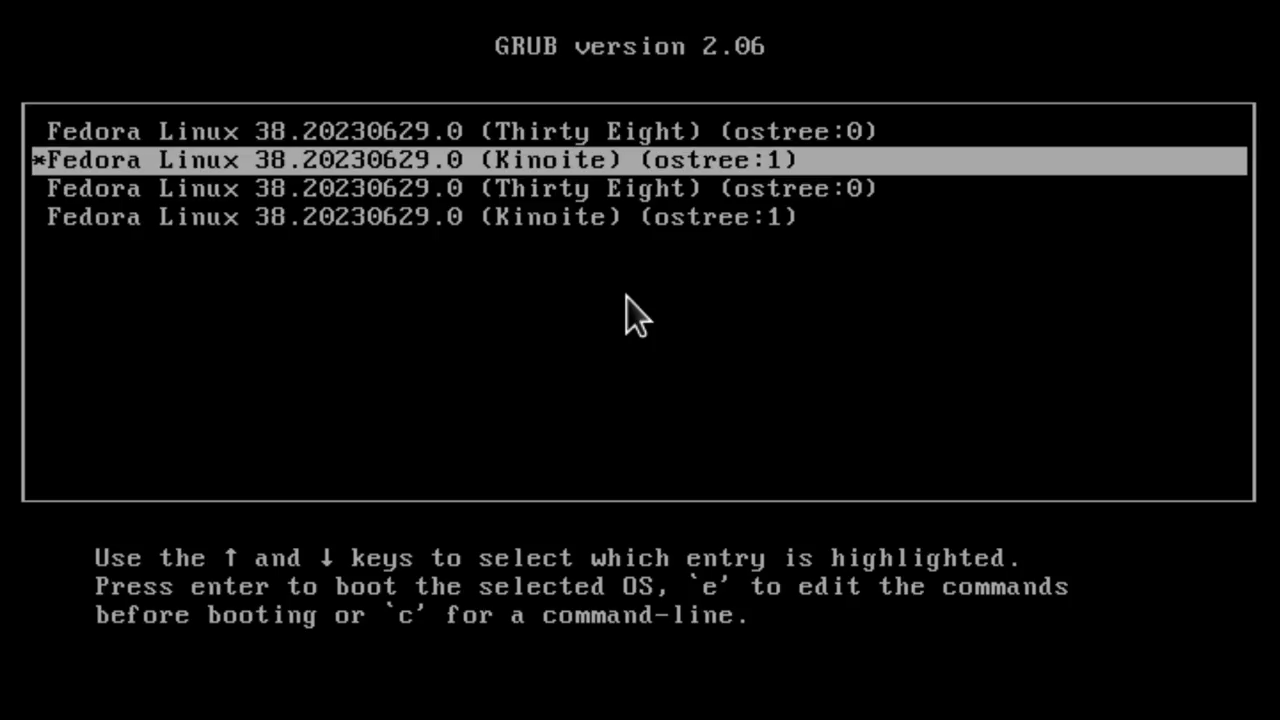 GRUB version 2.06
Fedora Linux 38.20230629.0 (Thirty Eight) (ostree:0)
*Fedora Linux 38.20230629.0 (Kinoite) (ostree:1)
Fedora Linux 38.20230629.0 (Thirty Eight) (ostree:0)
Fedora Linux 38.20230629.0 (Kinoite) (ostree:1)
Use the ↑ and ↓ keys to select which entry is highlighted.
Press enter to boot the selected OS, `e' to edit the commands
before booting or `c' for a command-line.